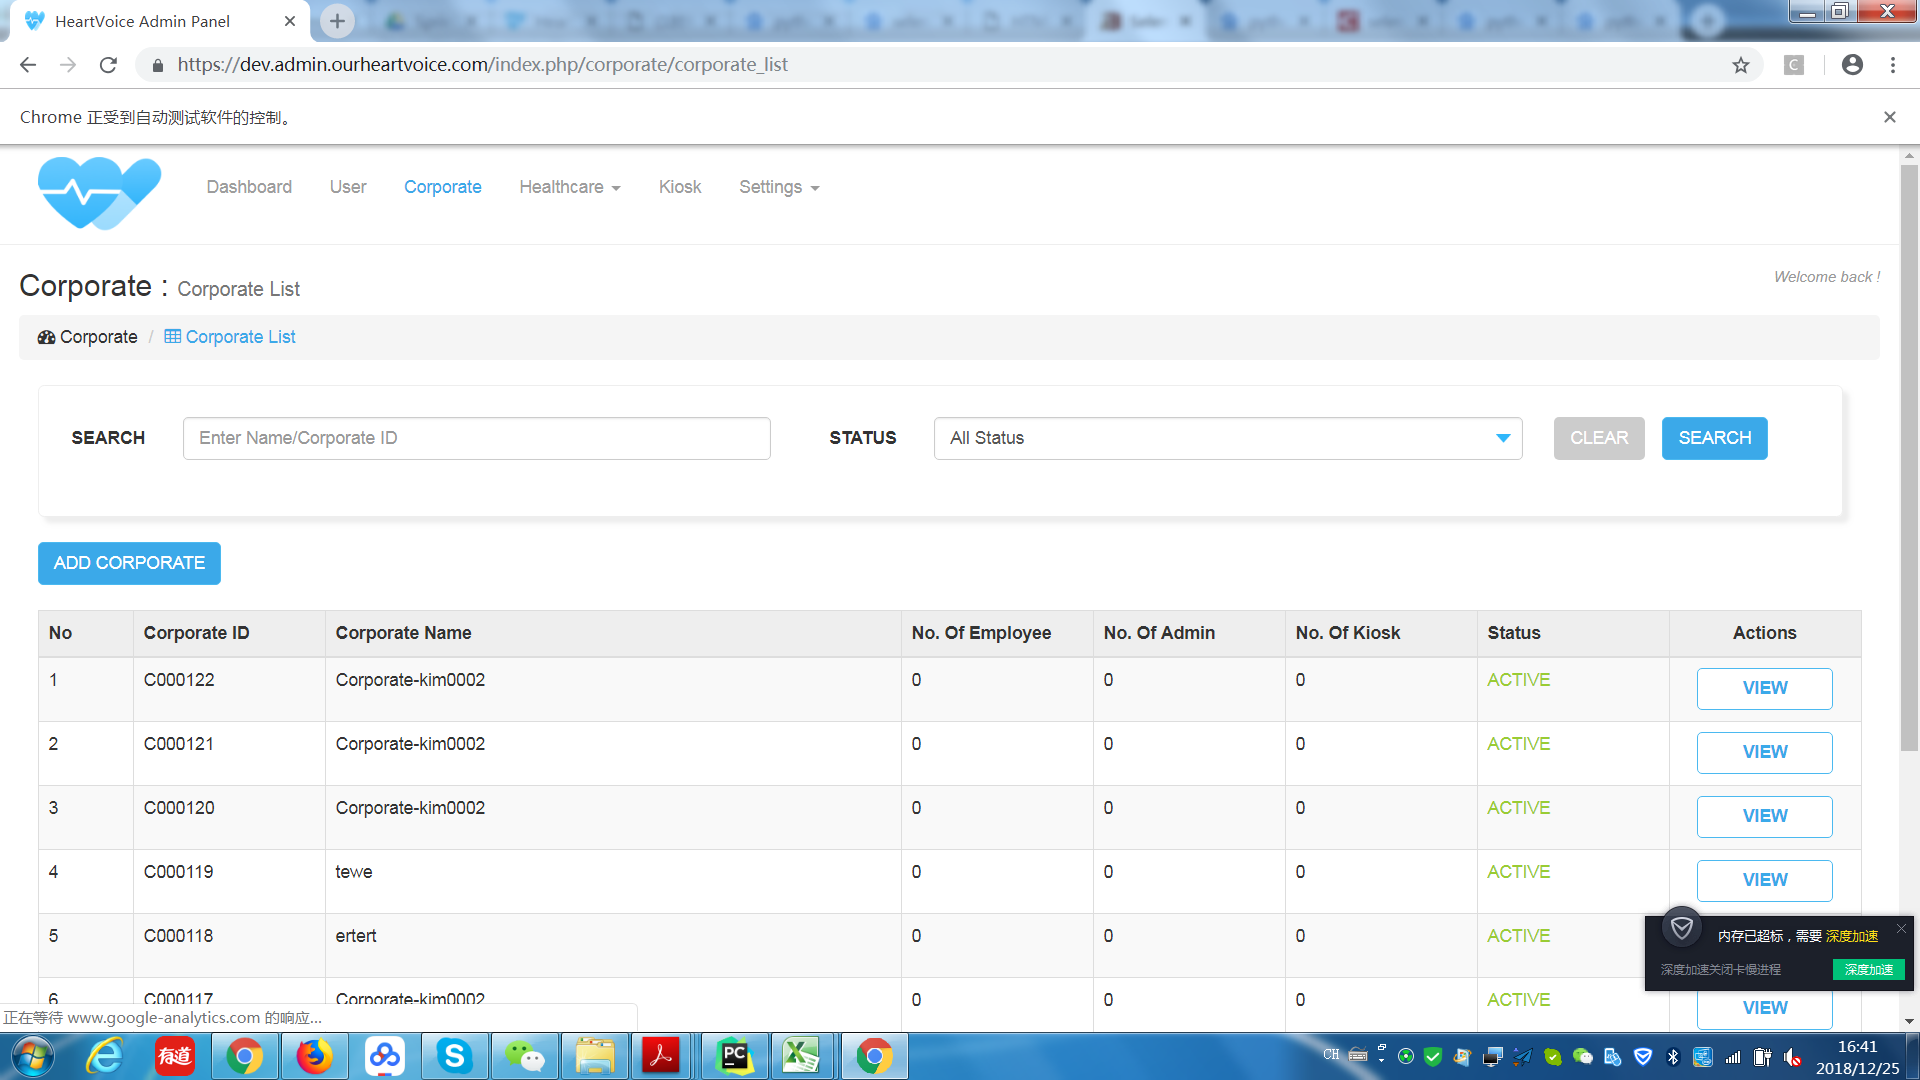 HeartVoice Admin Panel
https://dev.admin.ourheartvoice.com/index.php/corporate/corporate_list
C
Chrome 正受到自动测试软件的控制。
Dashboard User Corporate Healthcare Kiosk Settings
Corporate : Corporate List
Welcome back !
Corporate / Corporate List
SEARCH Enter Name/Corporate ID STATUS All Status CLEAR SEARCH
ADD CORPORATE
No Corporate ID Corporate Name No. Of Employee No. Of Admin No. Of Kiosk Status Actions
1 C000122 Corporate-kim0002 0 0 0 ACTIVE VIEW
2 C000121 Corporate-kim0002 0 0 0 ACTIVE VIEW
3 C000120 Corporate-kim0002 0 0 0 ACTIVE VIEW
4 C000119 tewe 0 0 0 ACTIVE VIEW
5 C000118 ertert 0 0 0 ACTIVE
内存已超标，需要 深度加速
深度加速关闭卡慢进程 深度加速
6 C000117 Corporate-kim0002 0 0 0 ACTIVE VIEW
正在等待 www.google-analytics.com 的响应...
有道
PC
CH
16:41
2018/12/25